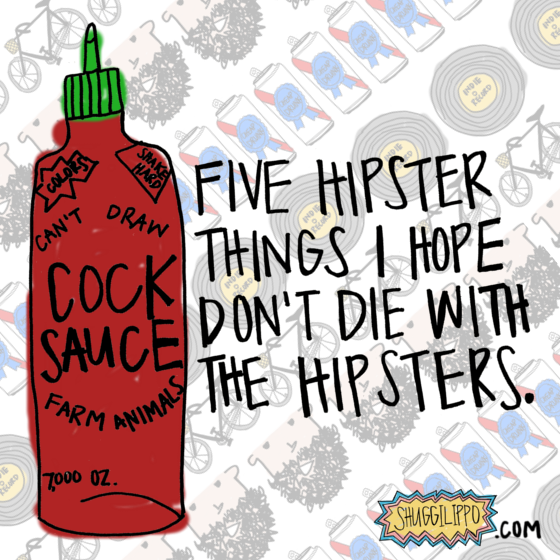 COLORS
SHAKE
HARD
CAN'T DRAW
COCK
SAUCE
FARM ANIMALS
7,000 OZ.
FIVE HIPSTER
THINGS I HOPE
DON'T DIE WITH
THE HIPSTERS.
SHUGGILIPPO
.COM